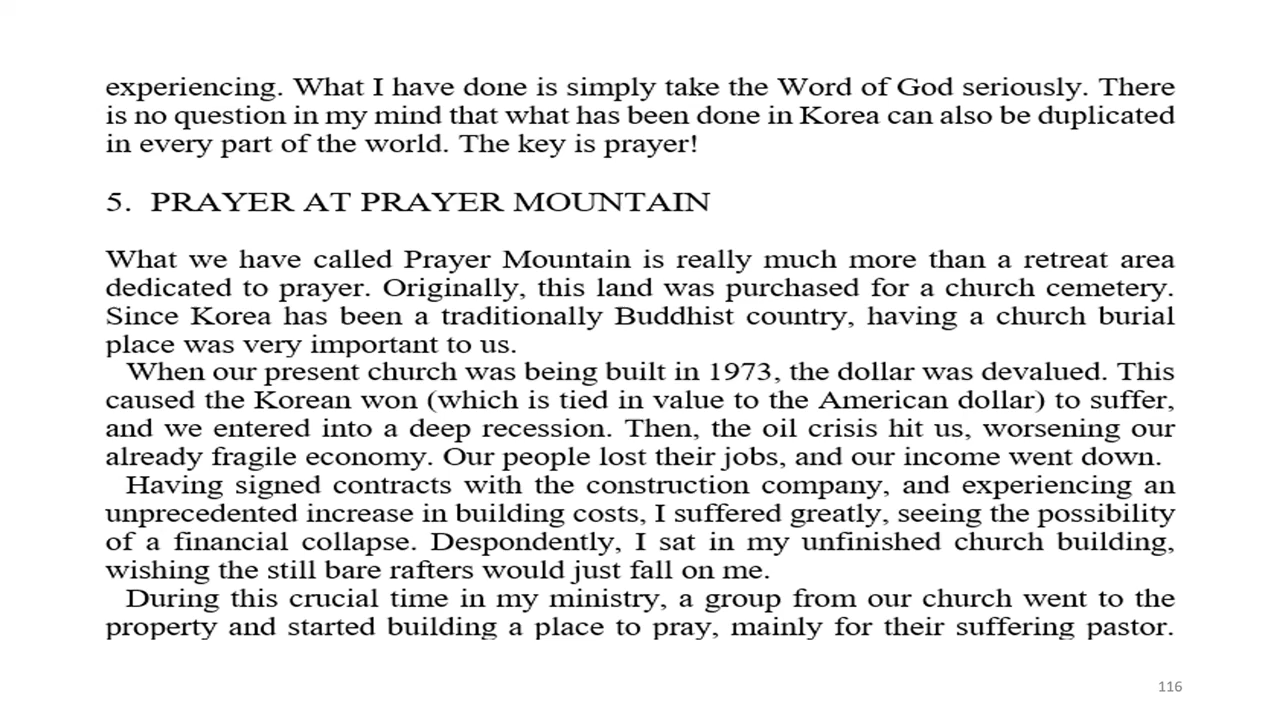 experiencing. What I have done is simply take the Word of God seriously. There
is no question in my mind that what has been done in Korea can also be duplicated
in every part of the world. The key is prayer!
5. PRAYER AT PRAYER MOUNTAIN
What we have called Prayer Mountain is really much more than a retreat area
dedicated to prayer. Originally, this land was purchased for a church cemetery.
Since Korea has been a traditionally Buddhist country, having a church burial
place was very important to us.
When our present church was being built in 1973, the dollar was devalued. This
caused the Korean won (which is tied in value to the American dollar) to suffer,
and we entered into a deep recession. Then, the oil crisis hit us, worsening our
already fragile economy. Our people lost their jobs, and our income went down.
Having signed contracts with the construction company, and experiencing an
unprecedented increase in building costs, I suffered greatly, seeing the possibility
of a financial collapse. Despondently, I sat in my unfinished church building,
wishing the still bare rafters would just fall on me.
During this crucial time in my ministry, a group from our church went to the
property and started building a place to pray, mainly for their suffering pastor.
116